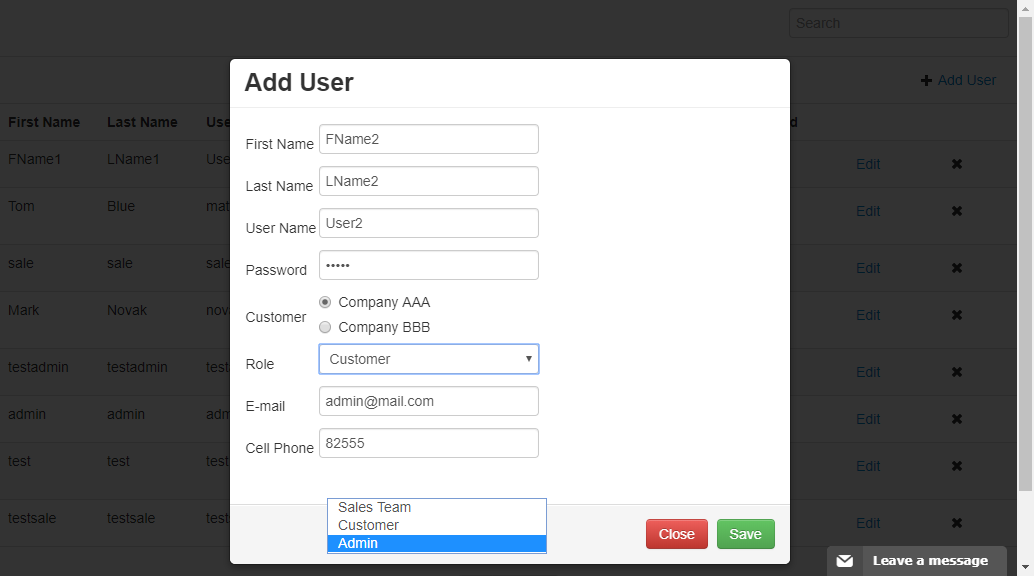 Search
Add User
Add User
First Name Last Name Use d
First Name FName2
FName1 LName1 Use Edit
Last Name LName2
Tom Blue mat Edit
User Name User2
sale sale sale Edit
Password •••••
Mark Novak nov Edit
Customer Company AAA
Company BBB
Role Customer
testadmin testadmin test Edit
E-mail admin@mail.com
admin admin adm Edit
Cell Phone 82555
test test test Edit
testsale testsale test Edit
Sales Team
Customer
Admin
Close Save
Leave a message